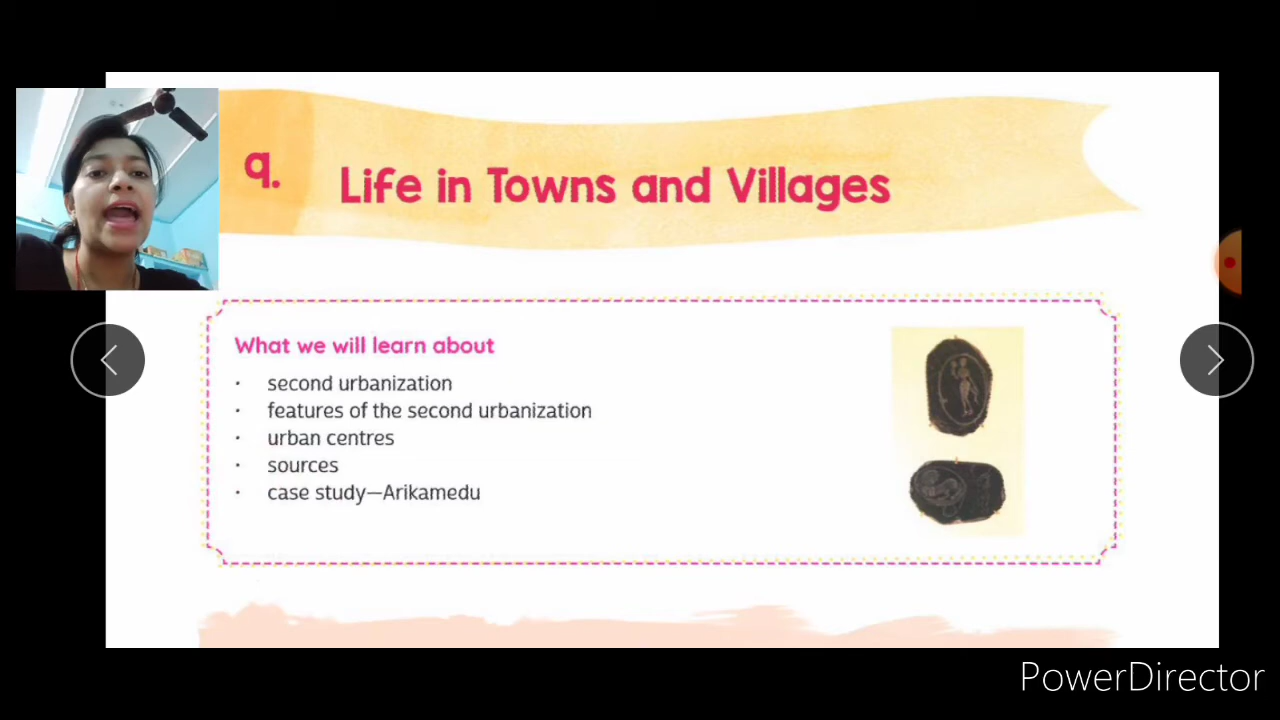 9.
Life in Towns and Villages
What we will learn about
· second urbanization
· features of the second urbanization
· urban centres
· sources
· case study—Arikamedu
PowerDirector